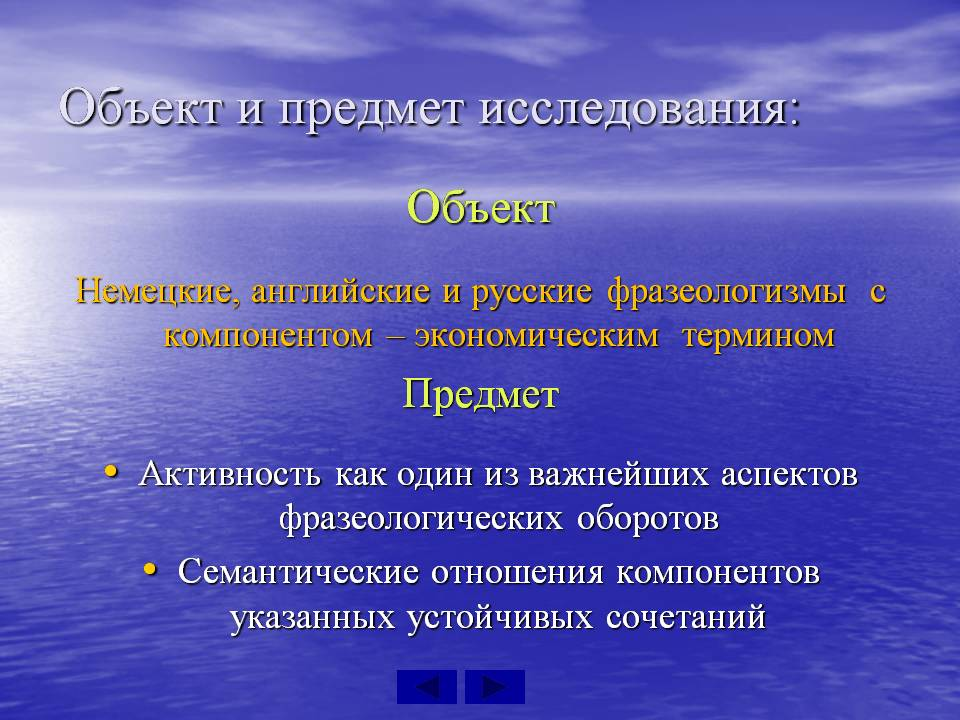 Объект и предмет исследования:
Объект
Немецкие, английские и русские фразеологизмы с
компонентом – экономическим термином
Предмет
• Активность как один из важнейших аспектов
фразеологических оборотов
• Семантические отношения компонентов
указанных устойчивых сочетаний